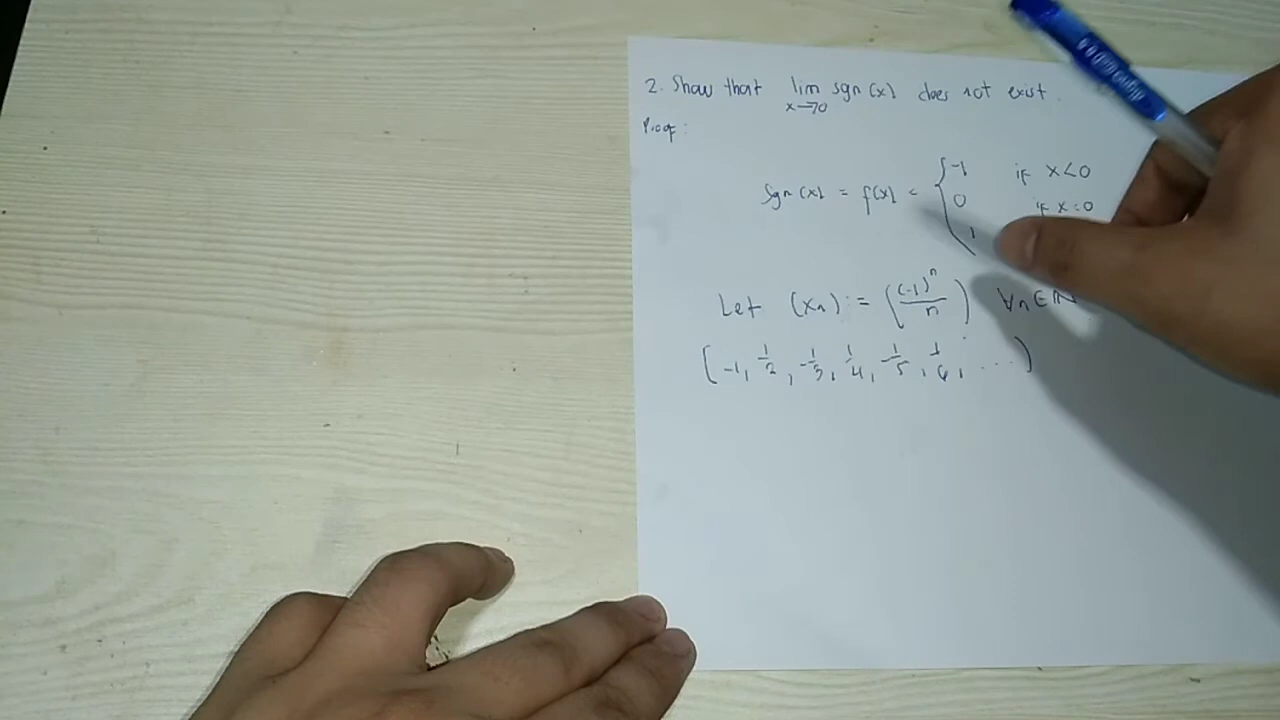 2. Show that lim x→0 sgn(x) does not exist.
Proof:
Sgn(x) = f(x) = { -1 if x<0
0 if x=0
1
Let (xn) := ((-1)^n / n) ∀n∈ℕ
(-1, 1/2, -1/3, 1/4, -1/5, 1/6, ...)